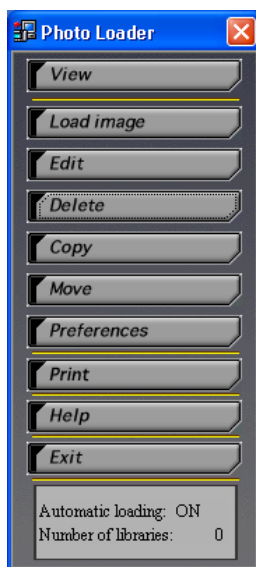 Photo Loader
View
Load image
Edit
Delete
Copy
Move
Preferences
Print
Help
Exit
Automatic loading: ON
Number of libraries: 0